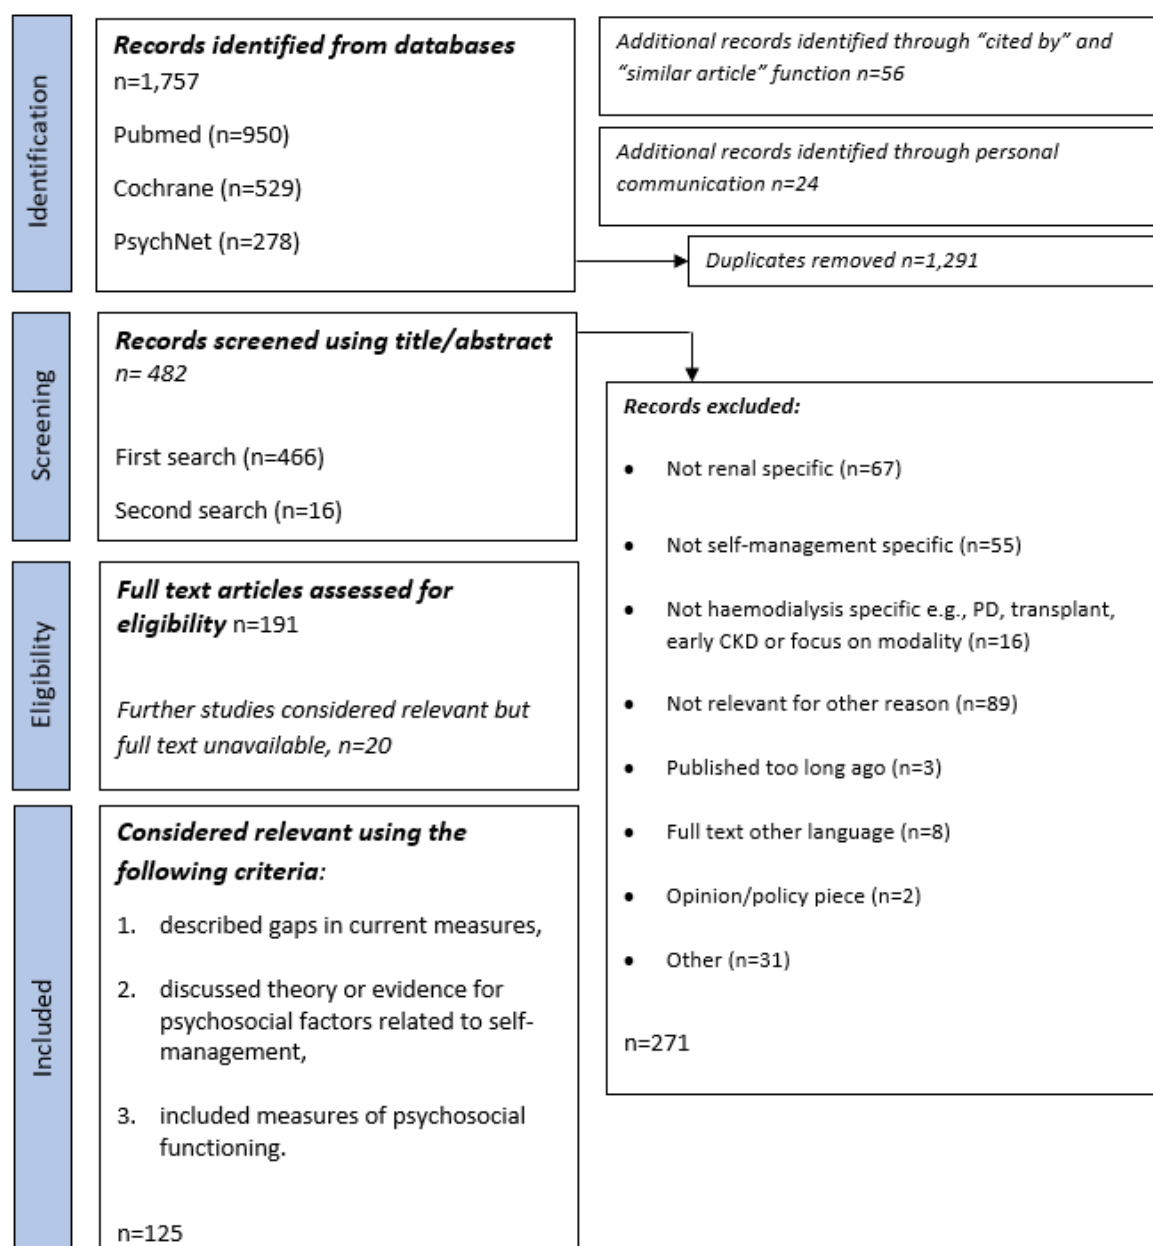 Identification
Records identified from databases
n=1,757
Pubmed (n=950)
Cochrane (n=529)
PsychNet (n=278)
Additional records identified through “cited by” and
“similar article” function n=56
Additional records identified through personal
communication n=24
Duplicates removed n=1,291
Screening
Records screened using title/abstract
n= 482
First search (n=466)
Second search (n=16)
Records excluded:
• Not renal specific (n=67)
• Not self-management specific (n=55)
• Not haemodialysis specific e.g., PD, transplant,
early CKD or focus on modality (n=16)
• Not relevant for other reason (n=89)
• Published too long ago (n=3)
• Full text other language (n=8)
• Opinion/policy piece (n=2)
• Other (n=31)
n=271
Eligibility
Full text articles assessed for
eligibility n=191
Further studies considered relevant but
full text unavailable, n=20
Included
Considered relevant using the
following criteria:
1. described gaps in current measures,
2. discussed theory or evidence for
psychosocial factors related to self-
management,
3. included measures of psychosocial
functioning.
n=125